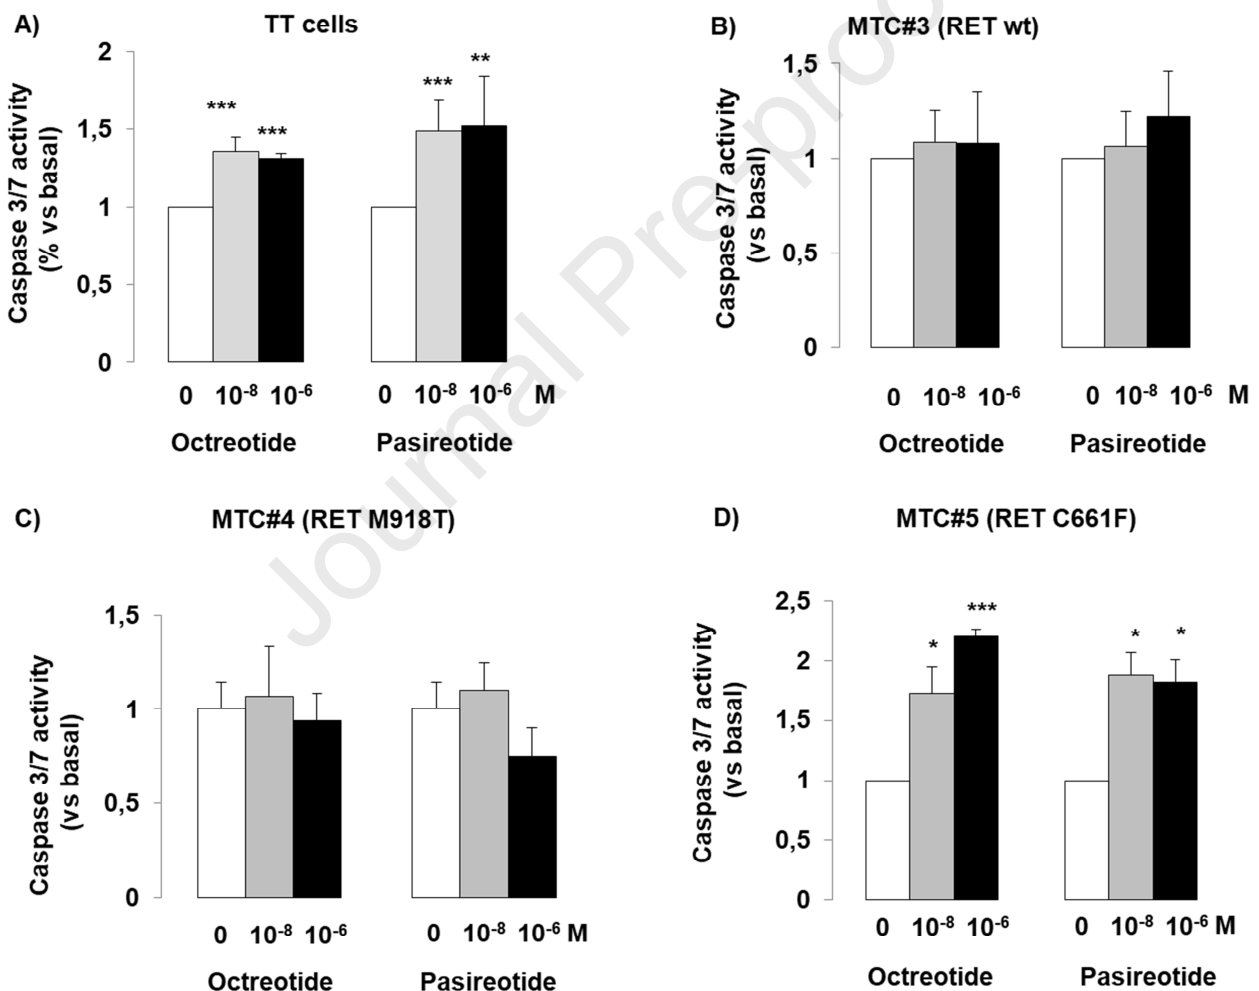 A)
TT cells
Caspase 3/7 activity
(% vs basal)
2
1,5
1
0,5
0
***
***
***
**
0 10-8 10-6
0 10-8 10-6 M
Octreotide
Pasireotide
B)
MTC#3 (RET wt)
Caspase 3/7 activity
(vs basal)
1,5
1
0,5
0
0 10-8 10-6
0 10-8 10-6 M
Octreotide
Pasireotide
C)
MTC#4 (RET M918T)
Caspase 3/7 activity
(vs basal)
1,5
1
0,5
0
0 10-8 10-6
0 10-8 10-6 M
Octreotide
Pasireotide
D)
MTC#5 (RET C661F)
Caspase 3/7 activity
(vs basal)
2,5
2
1,5
1
0,5
0
*
***
*
*
0 10-8 10-6
0 10-8 10-6 M
Octreotide
Pasireotide
Journal Pre-proo